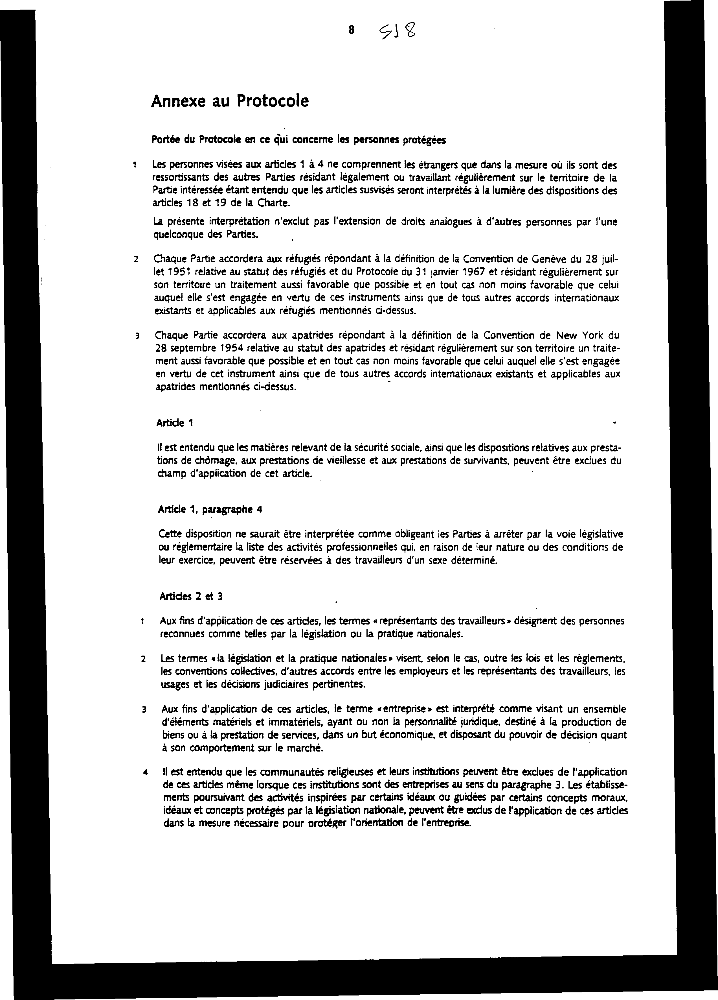 8 518
Annexe au Protocole
Portée du Protocole en ce qui concerne les personnes protégées
1 Les personnes visées aux articles 1 à 4 ne comprennent les étrangers que dans la mesure où ils sont des
ressortissants des autres Parties résidant légalement ou travaillant régulièrement sur le territoire de la
Partie intéressée étant entendu que les articles susvisés seront interprétés à la lumière des dispositions des
articles 18 et 19 de la Charte.
La présente interprétation n'exclut pas l'extension de droits analogues à d'autres personnes par l'une
quelconque des Parties.
2 Chaque Partie accordera aux réfugiés répondant à la définition de la Convention de Genève du 28 juil-
let 1951 relative au statut des réfugiés et du Protocole du 31 janvier 1967 et résidant régulièrement sur
son territoire un traitement aussi favorable que possible et en tout cas non moins favorable que celui
auquel elle s'est engagée en vertu de ces instruments ainsi que de tous autres accords internationaux
existants et applicables aux réfugiés mentionnés ci-dessus.
3 Chaque Partie accordera aux apatrides répondant à la définition de la Convention de New York du
28 septembre 1954 relative au statut des apatrides et résidant régulièrement sur son territoire un traite-
ment aussi favorable que possible et en tout cas non moins favorable que celui auquel elle s'est engagée
en vertu de cet instrument ainsi que de tous autres accords internationaux existants et applicables aux
apatrides mentionnés ci-dessus.
Article 1
Il est entendu que les matières relevant de la sécurité sociale, ainsi que les dispositions relatives aux presta-
tions de chômage, aux prestations de vieillesse et aux prestations de survivants, peuvent être exclues du
champ d'application de cet article.
Article 1, paragraphe 4
Cette disposition ne saurait être interprétée comme obligeant les Parties à arrêter par la voie législative
ou réglementaire la liste des activités professionnelles qui, en raison de leur nature ou des conditions de
leur exercice, peuvent être réservées à des travailleurs d'un sexe déterminé.
Articles 2 et 3
1 Aux fins d'application de ces articles, les termes «représentants des travailleurs» désignent des personnes
reconnues comme telles par la législation ou la pratique nationales.
2 Les termes «la législation et la pratique nationales» visent, selon le cas, outre les lois et les règlements,
les conventions collectives, d'autres accords entre les employeurs et les représentants des travailleurs, les
usages et les décisions judiciaires pertinentes.
3 Aux fins d'application de ces articles, le terme «entreprise» est interprété comme visant un ensemble
d'éléments matériels et immatériels, ayant ou non la personnalité juridique, destiné à la production de
biens ou à la prestation de services, dans un but économique, et disposant du pouvoir de décision quant
à son comportement sur le marché.
4 Il est entendu que les communautés religieuses et leurs institutions peuvent être exclues de l'application
de ces articles même lorsque ces institutions sont des entreprises au sens du paragraphe 3. Les établisse-
ments poursuivant des activités inspirées par certains idéaux ou guidées par certains concepts moraux,
idéaux et concepts protégés par la législation nationale, peuvent être exclus de l'application de ces articles
dans la mesure nécessaire pour protéger l'orientation de l'entreprise.